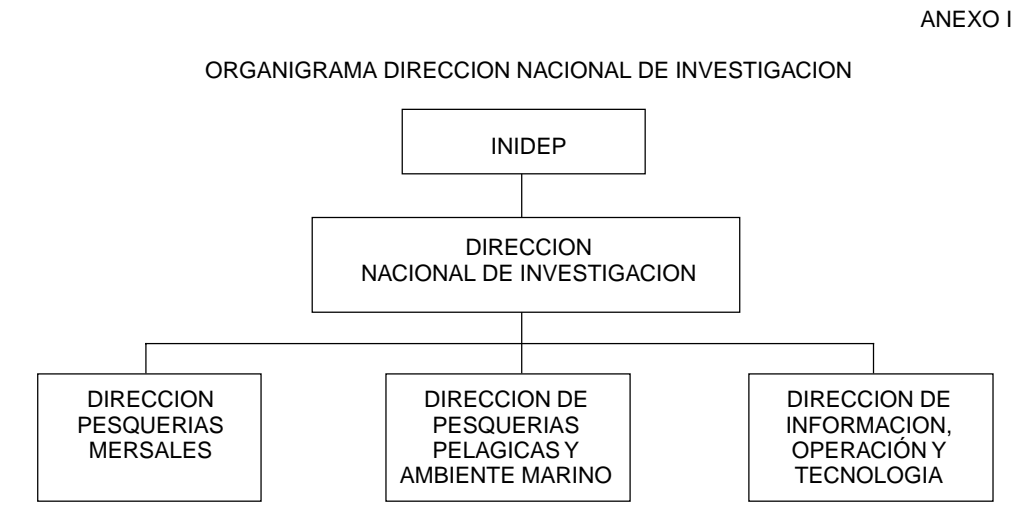 ANEXO I
ORGANIGRAMA DIRECCION NACIONAL DE INVESTIGACION
INIDEP
DIRECCION
NACIONAL DE INVESTIGACION
DIRECCION
PESQUERIAS
MERSALES
DIRECCION DE
PESQUERIAS
PELAGICAS Y
AMBIENTE MARINO
DIRECCION DE
INFORMACION,
OPERACIÓN Y
TECNOLOGIA